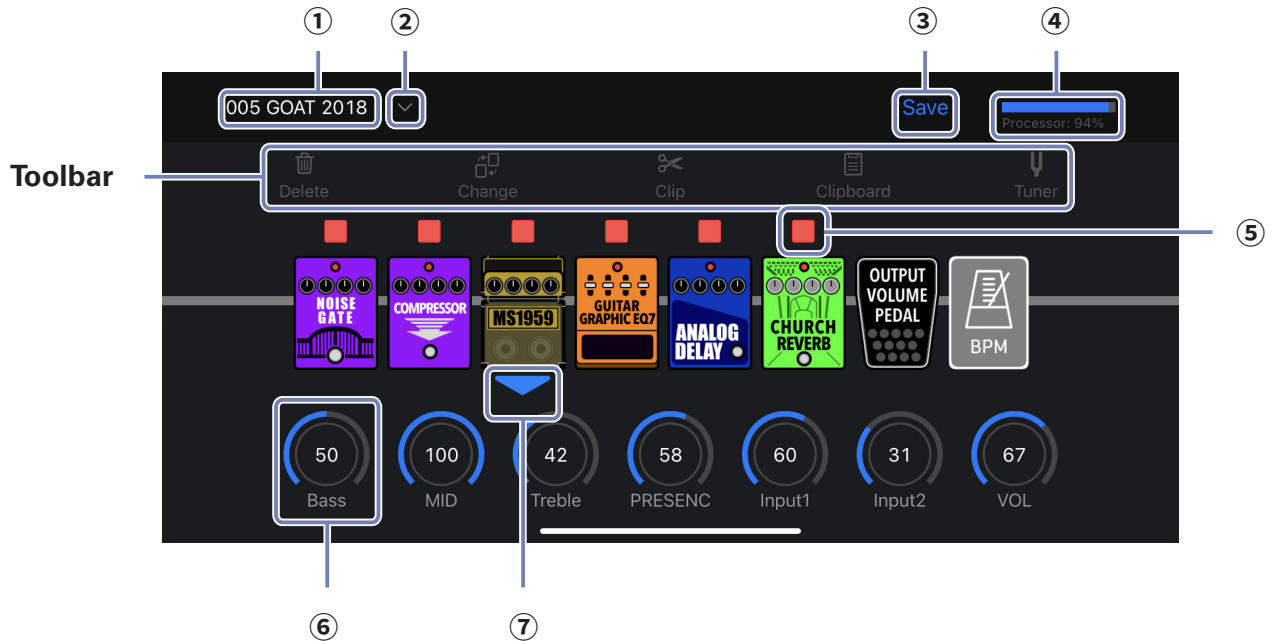 ① ② ③ ④
005 GOAT 2018 Save
Processor: 94%
Toolbar
Delete Change Clip Clipboard Tuner
⑤
NOISE
GATE
COMPRESSOR
MS1959
GUITAR
GRAPHIC EQ7
ANALOG
DELAY
CHURCH
REVERB
OUTPUT
VOLUME
PEDAL
BPM
50 100 42 58 60 31 67
Bass MID Treble PRESENC Input1 Input2 VOL
⑥ ⑦